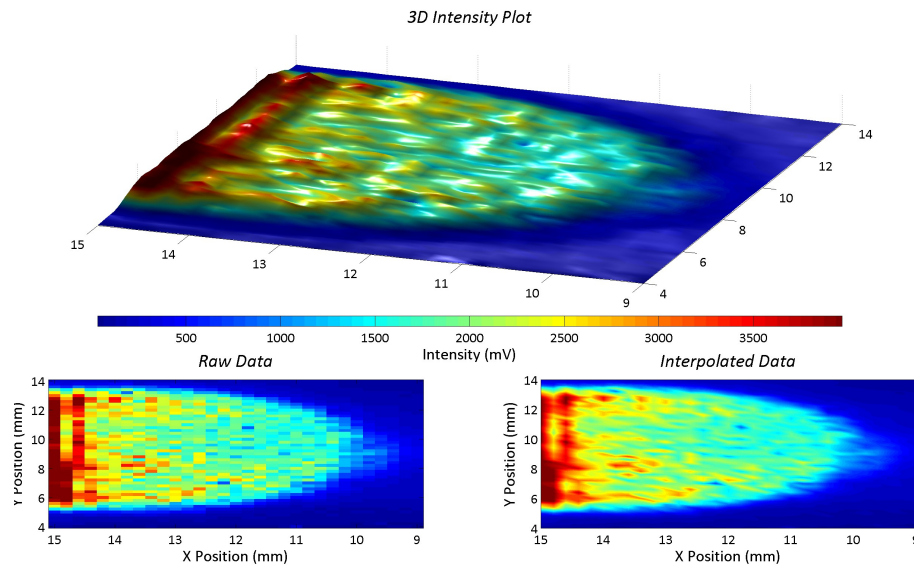 3D Intensity Plot
14
12
10
8
6
4
15
14
13
12
11
10
9
500 1000 1500 2000 2500 3000 3500
Intensity (mV)
Raw Data
Y Position (mm)
14
12
10
8
6
4
15 14 13 12 11 10 9
X Position (mm)
Interpolated Data
Y Position (mm)
14
12
10
8
6
4
15 14 13 12 11 10 9
X Position (mm)